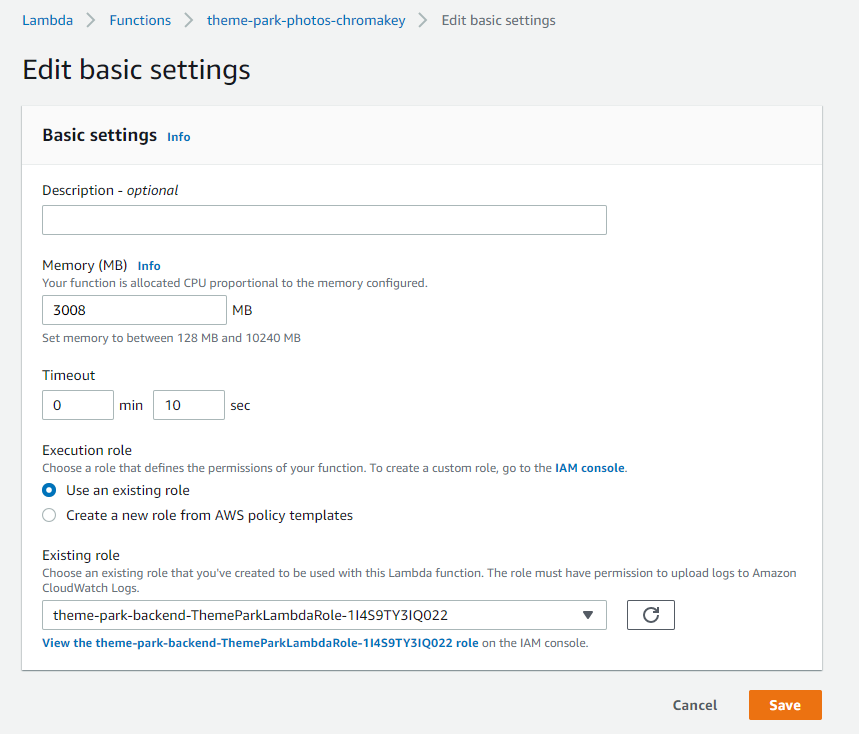 Lambda > Functions > theme-park-photos-chromakey > Edit basic settings
Edit basic settings
Basic settings Info
Description - optional
Memory (MB) Info
Your function is allocated CPU proportional to the memory configured.
3008 MB
Set memory to between 128 MB and 10240 MB
Timeout
0 min 10 sec
Execution role
Choose a role that defines the permissions of your function. To create a custom role, go to the IAM console.
Use an existing role
Create a new role from AWS policy templates
Existing role
Choose an existing role that you've created to be used with this Lambda function. The role must have permission to upload logs to Amazon
CloudWatch Logs.
theme-park-backend-ThemeParkLambdaRole-1I4S9TY3IQ022
View the theme-park-backend-ThemeParkLambdaRole-1I4S9TY3IQ022 role on the IAM console.
Cancel Save